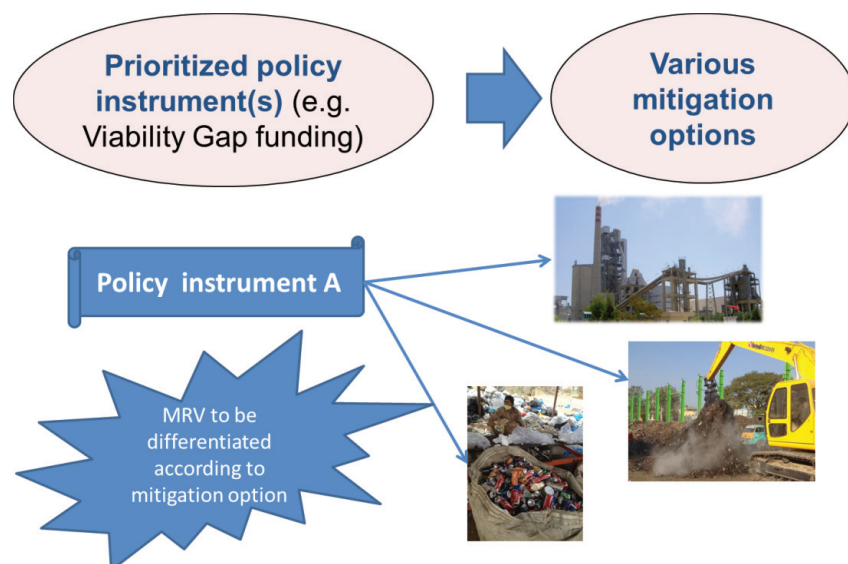 Prioritized policy
instrument(s) (e.g.
Viability Gap funding)
Various
mitigation
options
Policy instrument A
MRV to be
differentiated
according to
mitigation option